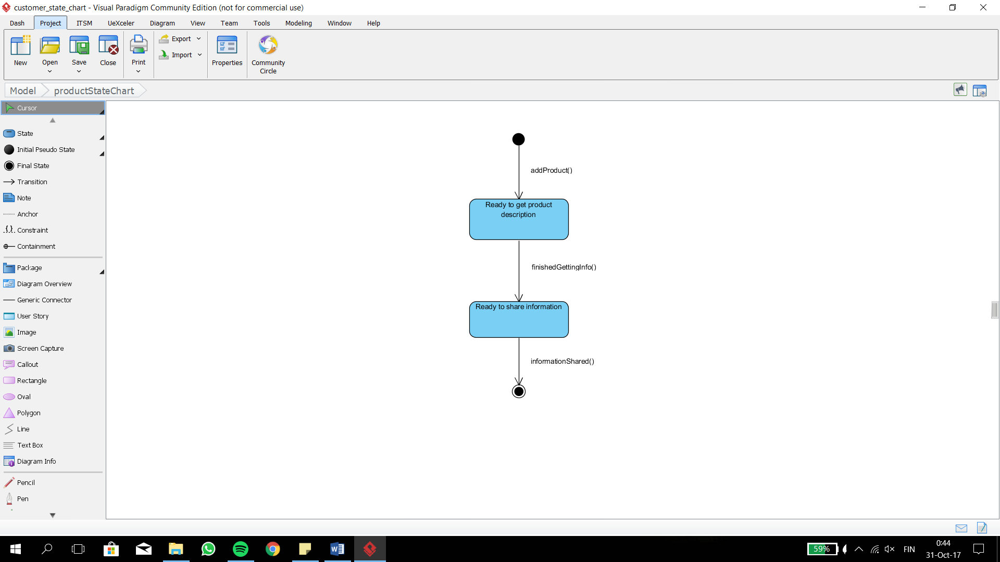 customer_state_chart - Visual Paradigm Community Edition (not for commercial use)
Dash Project ITSM UeXceler Diagram View Team Tools Modeling Window Help
New
Open
Save
Close
Print
Export
Import
Properties
Community
Circle
Model productStateChart
Cursor
State
Initial Pseudo State
Final State
Transition
Note
Anchor
Constraint
Containment
Package
Diagram Overview
Generic Connector
User Story
Image
Screen Capture
Callout
Rectangle
Oval
Polygon
Line
Text Box
Diagram Info
Pencil
Pen
addProduct()
Ready to get product
description
finishedGettingInfo()
Ready to share information
informationShared()
59%
FIN
0:44
31-Oct-17